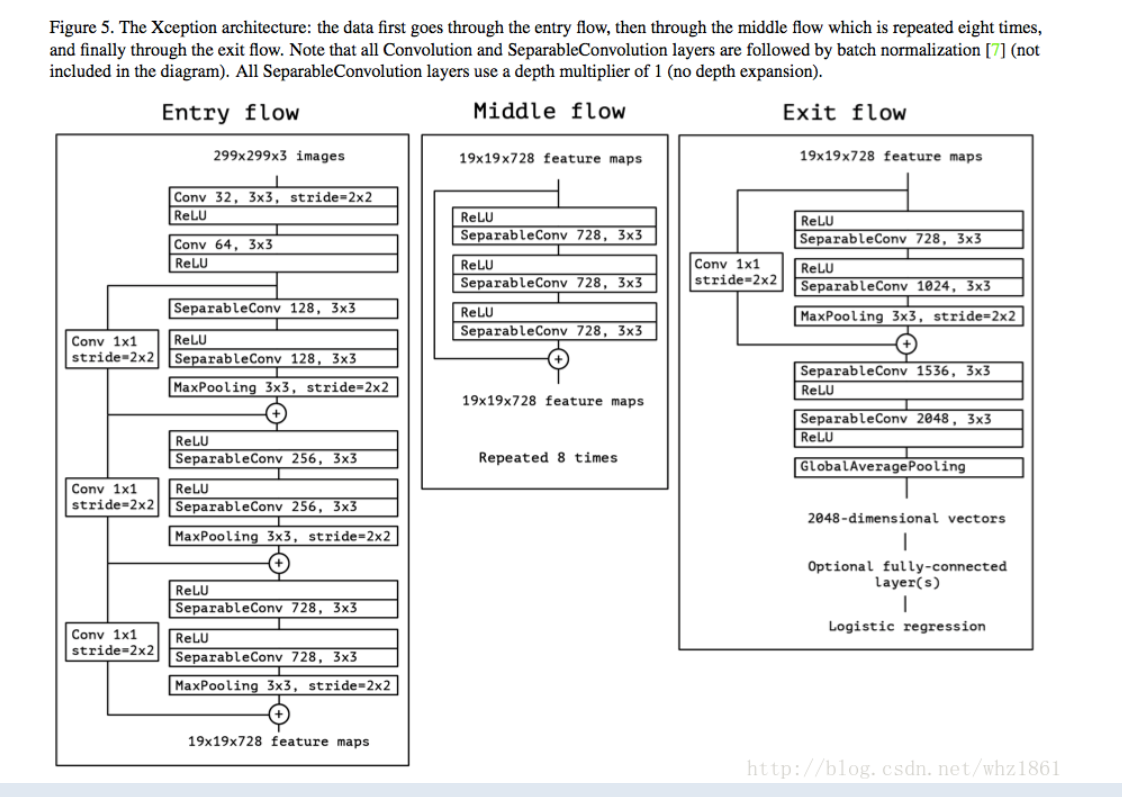 Figure 5. The Xception architecture: the data first goes through the entry flow, then through the middle flow which is repeated eight times,
and finally through the exit flow. Note that all Convolution and SeparableConvolution layers are followed by batch normalization [7] (not
included in the diagram). All SeparableConvolution layers use a depth multiplier of 1 (no depth expansion).
Entry flow
299x299x3 images
Conv 32, 3x3, stride=2x2
ReLU
Conv 64, 3x3
ReLU
SeparableConv 128, 3x3
Conv 1x1
stride=2x2
ReLU
SeparableConv 128, 3x3
MaxPooling 3x3, stride=2x2
+
ReLU
SeparableConv 256, 3x3
Conv 1x1
stride=2x2
ReLU
SeparableConv 256, 3x3
MaxPooling 3x3, stride=2x2
+
ReLU
SeparableConv 728, 3x3
Conv 1x1
stride=2x2
ReLU
SeparableConv 728, 3x3
MaxPooling 3x3, stride=2x2
+
19x19x728 feature maps
Middle flow
19x19x728 feature maps
ReLU
SeparableConv 728, 3x3
ReLU
SeparableConv 728, 3x3
ReLU
SeparableConv 728, 3x3
+
19x19x728 feature maps
Repeated 8 times
Exit flow
19x19x728 feature maps
ReLU
SeparableConv 728, 3x3
Conv 1x1
stride=2x2
ReLU
SeparableConv 1024, 3x3
MaxPooling 3x3, stride=2x2
+
SeparableConv 1536, 3x3
ReLU
SeparableConv 2048, 3x3
ReLU
GlobalAveragePooling
2048-dimensional vectors
Optional fully-connected
layer(s)
Logistic regression
http://blog.csdn.net/whz1861